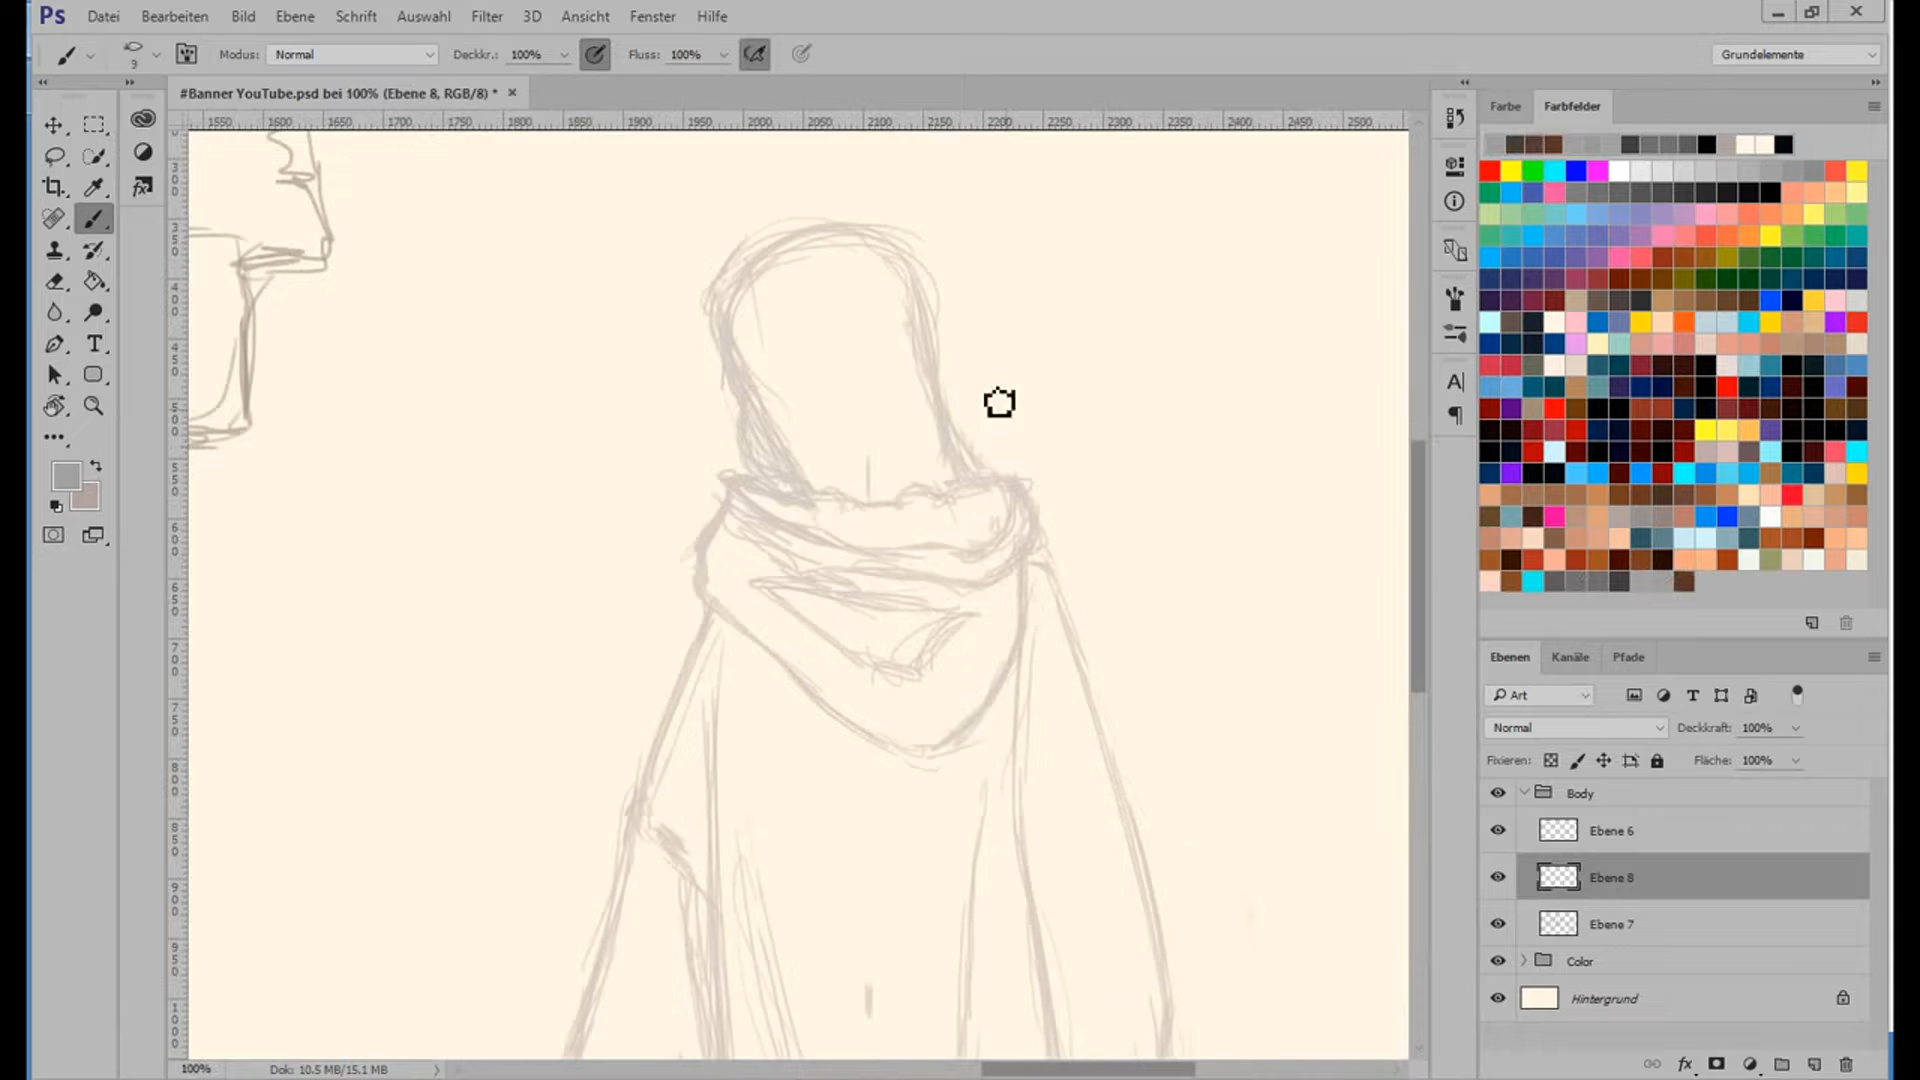 Ps Datei Bearbeiten Bild Ebene Schrift Auswahl Filter 3D Ansicht Fenster Hilfe
9 Modus: Normal Deckkr.: 100% Fluss: 100% Grundelemente
#Banner YouTube.psd bei 100% (Ebene 8, RGB/8) *
Farbe Farbfelder
1550 1600 1650 1700 1750 1800 1850 1900 1950 2000 2050 2100 2150 2200 2250 2300 2350 2400 2450 2500
Ebenen Kanäle Pfade
Art
Normal Deckkraft: 100%
Fixieren: Fläche: 100%
Body
Ebene 6
Ebene 8
Ebene 7
Color
Hintergrund
100% Dok: 10.5 MB/15.1 MB
fx